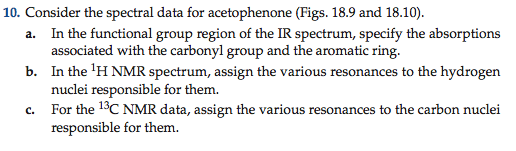 10. Consider the spectral data for acetophenone (Figs. 18.9 and 18.10).
a. In the functional group region of the IR spectrum, specify the absorptions
associated with the carbonyl group and the aromatic ring.
b. In the ¹H NMR spectrum, assign the various resonances to the hydrogen
nuclei responsible for them.
c. For the ¹³C NMR data, assign the various resonances to the carbon nuclei
responsible for them.